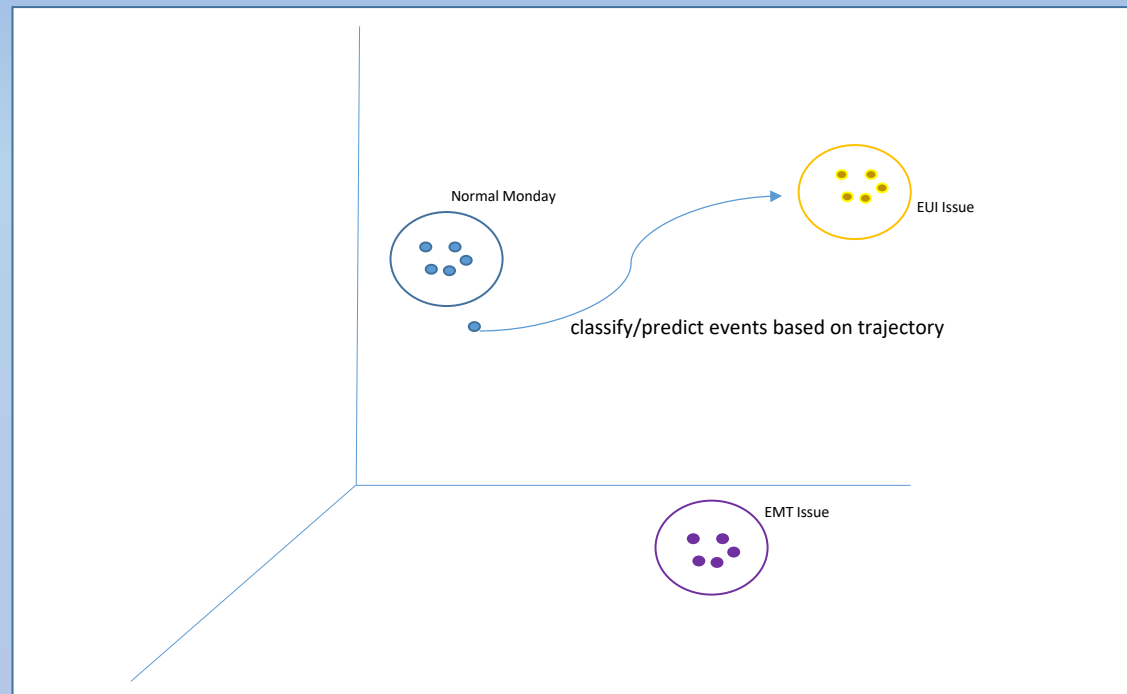 Normal Monday
EUI Issue
classify/predict events based on trajectory
EMT Issue